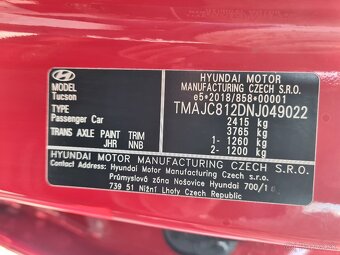 HYUNDAI
MODEL
Tucson
TYPE
Passenger Car
TRANS AXLE PAINT TRIM
JHR NNB
HYUNDAI MOTOR
MANUFACTURING CZECH S.R.O.
e5*2018/858*00001
TMAJC812DNJ049022
2415 kg
3765 kg
1- 1260 kg
2- 1200 kg
HYUNDAI MOTOR MANUFACTURING CZECH S.R.O.
Contact Address: Hyundai Motor Manufacturing Czech s.r.o.
Průmyslová zóna Nošovice Hyundai 700/1
739 51 Nižní Lhoty Czech Republic